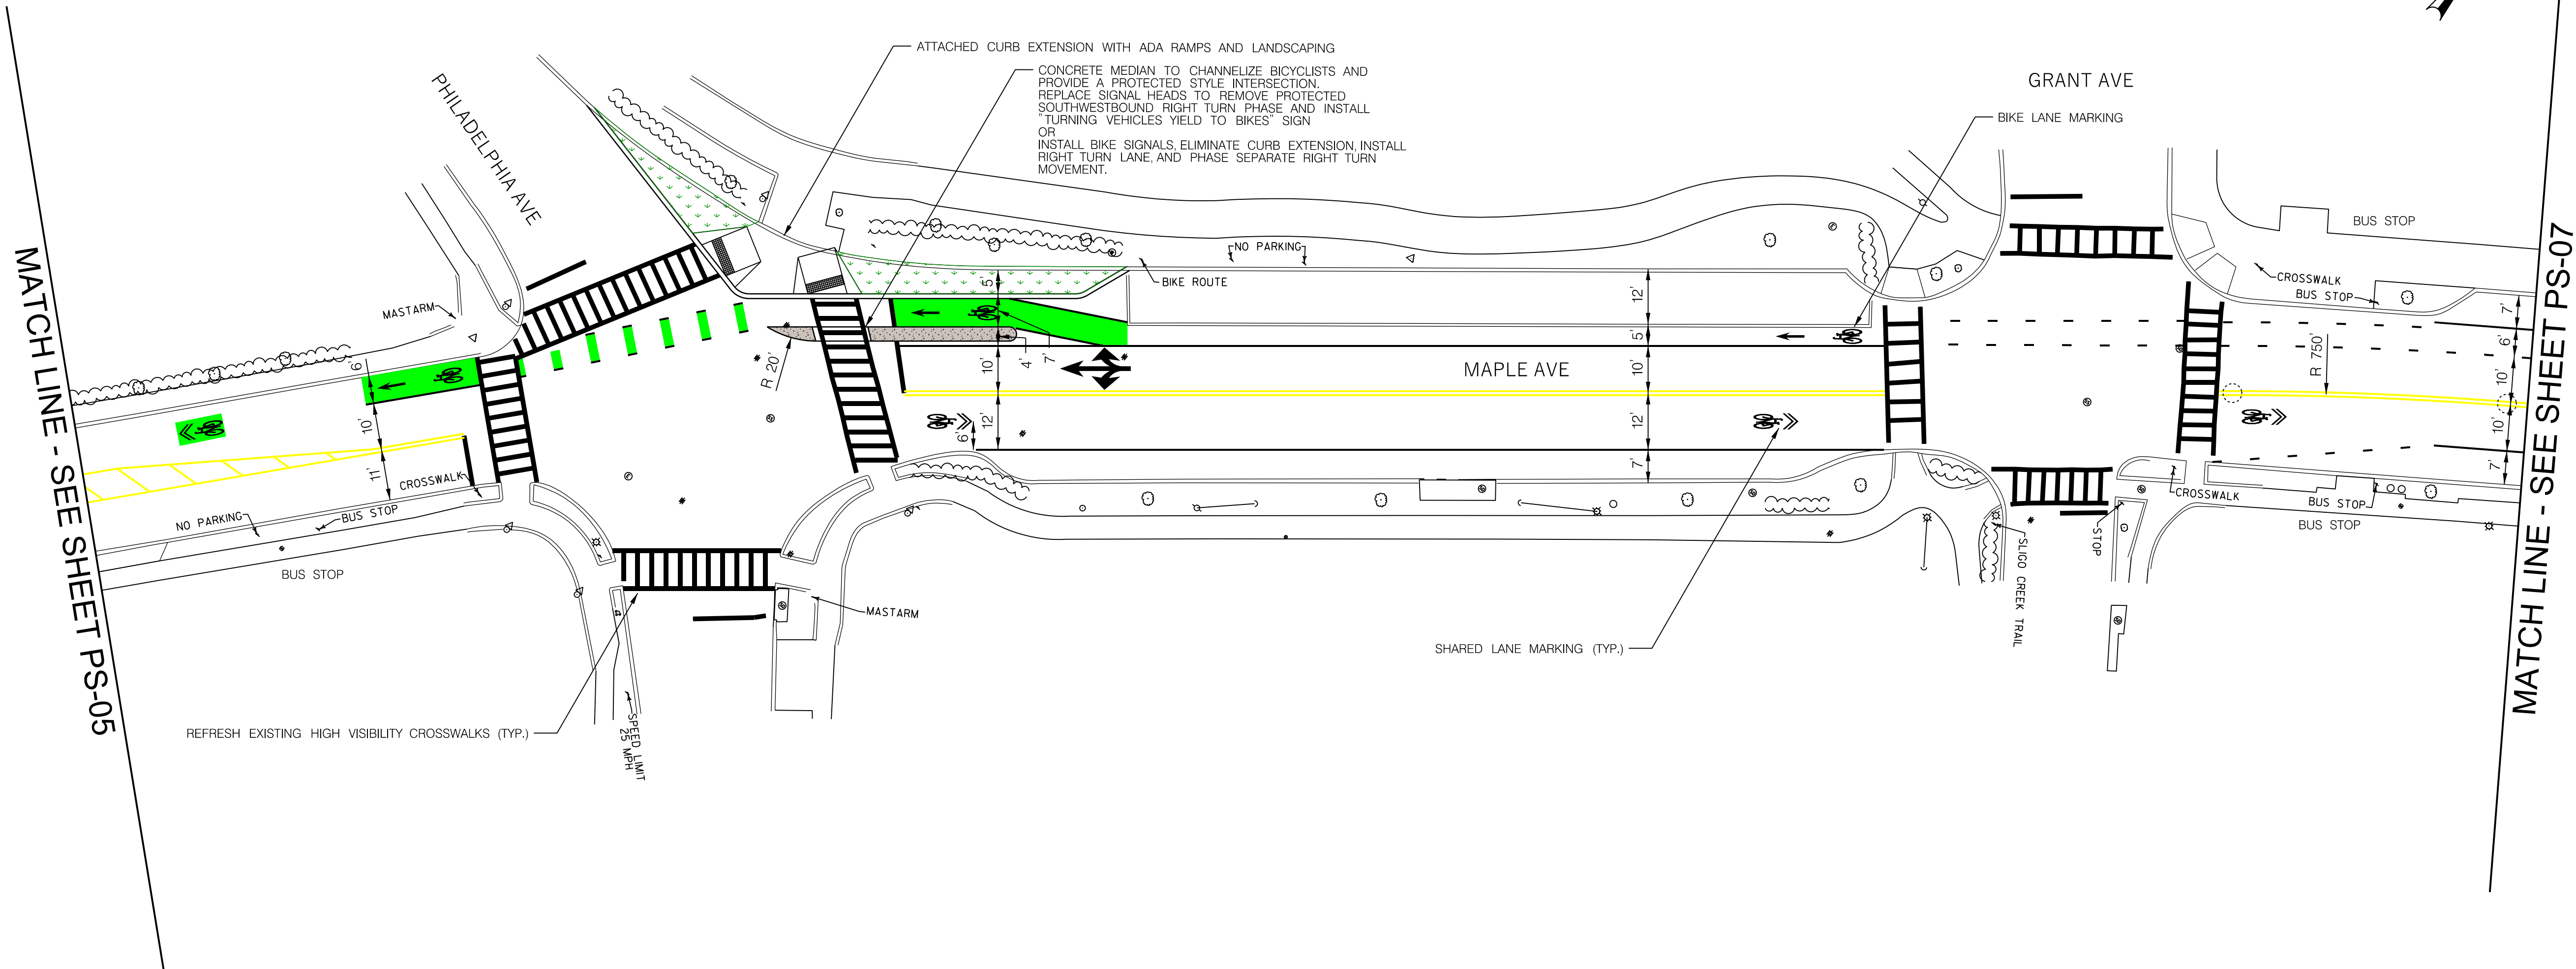 ATTACHED CURB EXTENSION WITH ADA RAMPS AND LANDSCAPING
CONCRETE MEDIAN TO CHANNELIZE BICYCLISTS AND
PROVIDE A PROTECTED STYLE INTERSECTION.
REPLACE SIGNAL HEADS TO REMOVE PROTECTED
SOUTHWESTBOUND RIGHT TURN PHASE AND INSTALL
"TURNING VEHICLES YIELD TO BIKES" SIGN
OR
INSTALL BIKE SIGNALS, ELIMINATE CURB EXTENSION, INSTALL
RIGHT TURN LANE, AND PHASE SEPARATE RIGHT TURN
MOVEMENT.
PHILADELPHIA AVE
GRANT AVE
BIKE LANE MARKING
BUS STOP
CROSSWALK
BUS STOP
NO PARKING
BIKE ROUTE
MASTARM
MAPLE AVE
MATCH LINE - SEE SHEET PS-05
MATCH LINE - SEE SHEET PS-07
6'
10'
11'
R 20'
5'
4'
7'
10'
12'
6'
12'
5'
10'
12'
7'
R 750'
7'
6'
10'
10'
7'
CROSSWALK
NO PARKING
BUS STOP
BUS STOP
MASTARM
CROSSWALK
BUS STOP
BUS STOP
STOP
SLIGO CREEK TRAIL
SHARED LANE MARKING (TYP.)
REFRESH EXISTING HIGH VISIBILITY CROSSWALKS (TYP.)
SPEED LIMIT
25 MPH